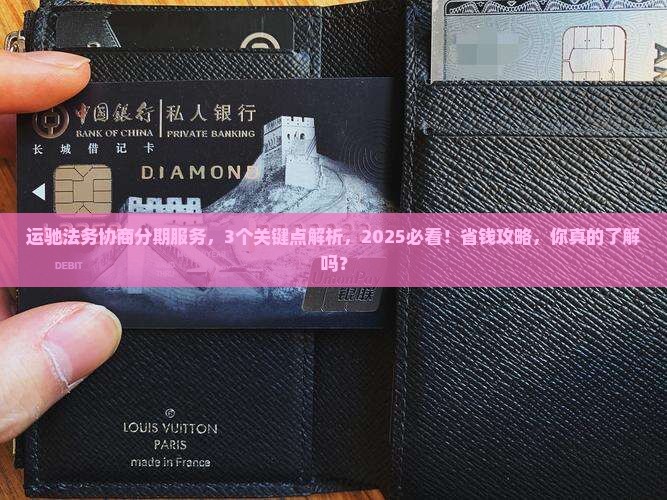 中国银行 | 私人银行
BANK OF CHINA | PRIVATE BANKING
长城借记卡
DIAMOND
运驰法务协商分期服务，3个关键点解析，2025必看！省钱攻略，你真的了解
吗？
DEBIT
银联
LOUIS VUITTON
PARIS
made in France